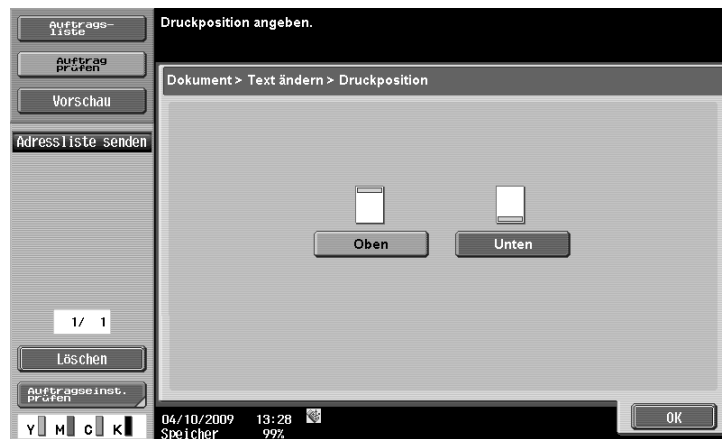 Auftrags-
liste
Druckposition angeben.
Auftrag
prüfen
Vorschau
Dokument > Text ändern > Druckposition
Adressliste senden
Oben
Unten
1/ 1
Löschen
Auftragseinst.
prüfen
Y M C K
04/10/2009 13:28
Speicher 99%
OK